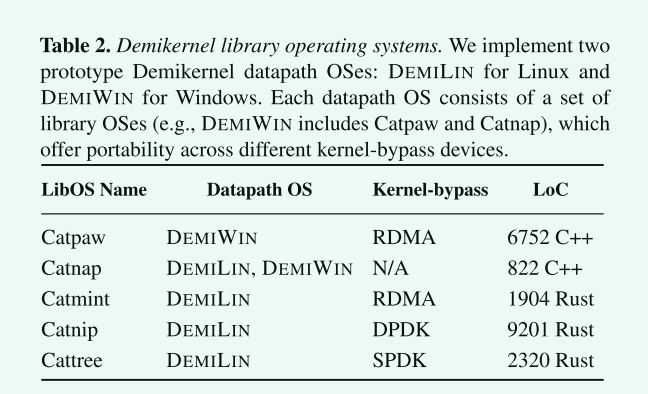 Table 2. Demikernel library operating systems. We implement two
prototype Demikernel datapath OSes: DEMILIN for Linux and
DEMIWIN for Windows. Each datapath OS consists of a set of
library OSes (e.g., DEMIWIN includes Catpaw and Catnap), which
offer portability across different kernel-bypass devices.
LibOS Name Datapath OS Kernel-bypass LoC
Catpaw DEMIWIN RDMA 6752 C++
Catnap DEMILIN, DEMIWIN N/A 822 C++
Catmint DEMILIN RDMA 1904 Rust
Catnip DEMILIN DPDK 9201 Rust
Cattree DEMILIN SPDK 2320 Rust